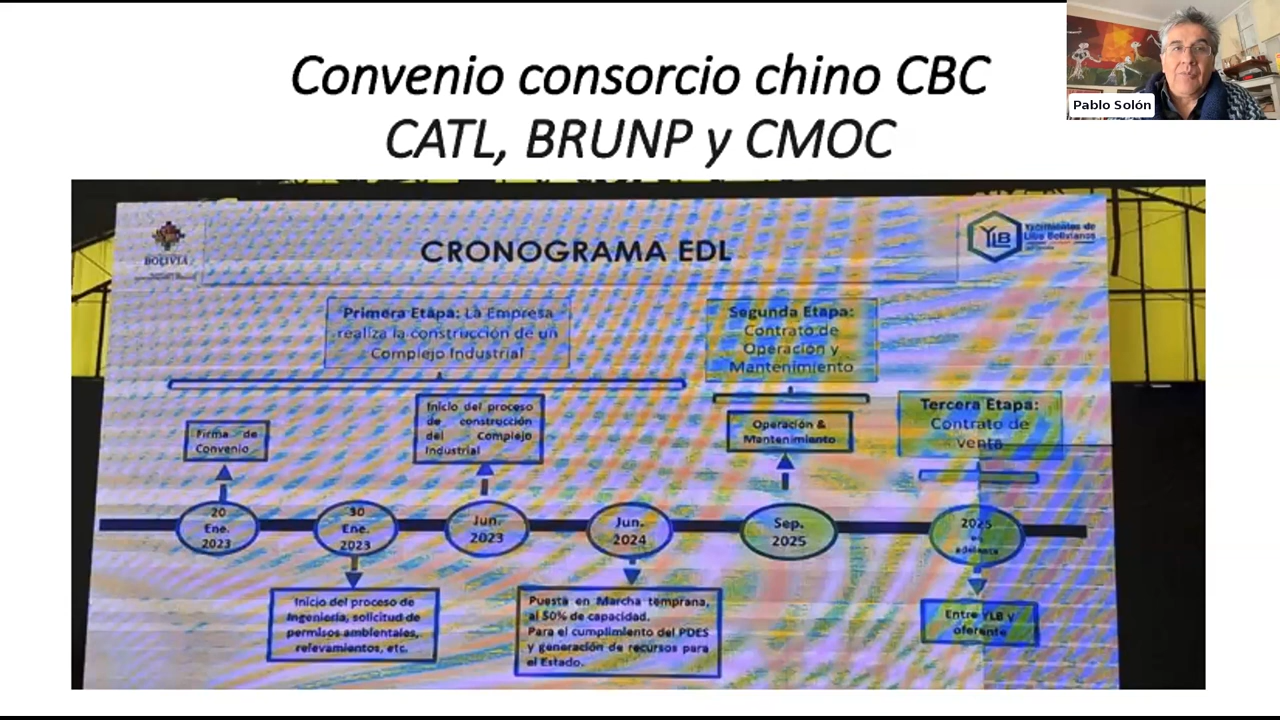 Convenio consorcio chino CBC
CATL, BRUNP y CMOC
Pablo Solón
BOLIVIA
CRONOGRAMA EDL
YLB
Yacimientos de
Litio Bolivianos
Primera Etapa: La Empresa
realiza la construcción de un
Complejo Industrial
Segunda Etapa:
Contrato de
Operación y
Mantenimiento
Tercera Etapa:
Contrato de
venta
Firma de
Convenio
Inicio del proceso
de construcción
del Complejo
Industrial
Operación &
Mantenimiento
20
Ene.
2023
30
Ene.
2023
Jun.
2023
Jun.
2024
Sep.
2025
2025
en
adelante
Inicio del proceso de
Ingeniería, solicitud de
permisos ambientales,
relevamientos, etc.
Puesta en Marcha temprana,
al 50% de capacidad.
Para el cumplimiento del PDES
y generación de recursos para
el Estado.
Entre YLB y
oferente